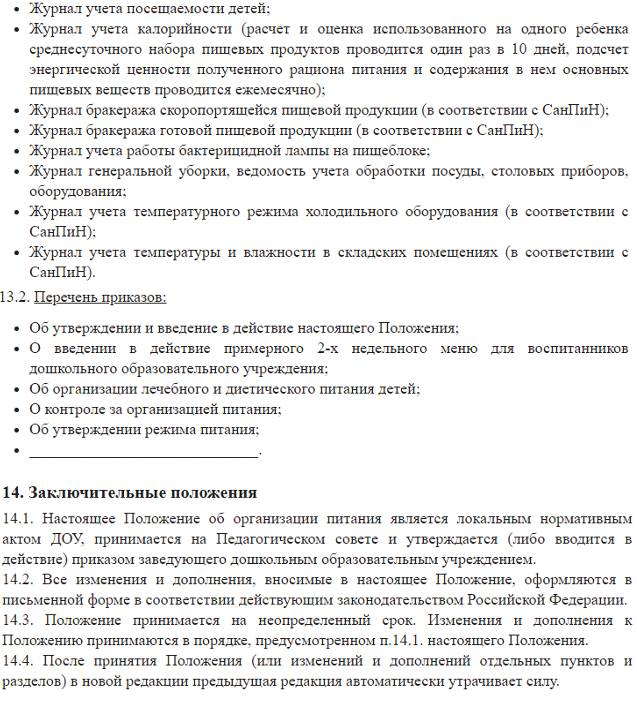 • Журнал учета посещаемости детей;
• Журнал учета калорийности (расчет и оценка использованного на одного ребенка
среднесуточного набора пищевых продуктов проводится один раз в 10 дней, подсчет
энергической ценности полученного рациона питания и содержания в нем основных
пищевых веществ проводится ежемесячно);
• Журнал бракеража скоропортящейся пищевой продукции (в соответствии с СанПиН);
• Журнал бракеража готовой пищевой продукции (в соответствии с СанПиН);
• Журнал учета работы бактерицидной лампы на пищеблоке;
• Журнал генеральной уборки, ведомость учета обработки посуды, столовых приборов,
оборудования;
• Журнал учета температурного режима холодильного оборудования (в соответствии с
СанПиН);
• Журнал учета температуры и влажности в складских помещениях (в соответствии с
СанПиН).
13.2. Перечень приказов:
• Об утверждении и введение в действие настоящего Положения;
• О введении в действие примерного 2-х недельного меню для воспитанников
дошкольного образовательного учреждения;
• Об организации лечебного и диетического питания детей;
• О контроле за организацией питания;
• Об утверждении режима питания;
• ______________________________.
14. Заключительные положения
14.1. Настоящее Положение об организации питания является локальным нормативным
актом ДОУ, принимается на Педагогическом совете и утверждается (либо вводится в
действие) приказом заведующего дошкольным образовательным учреждением.
14.2. Все изменения и дополнения, вносимые в настоящее Положение, оформляются в
письменной форме в соответствии действующим законодательством Российской Федерации.
14.3. Положение принимается на неопределенный срок. Изменения и дополнения к
Положению принимаются в порядке, предусмотренном п.14.1. настоящего Положения.
14.4. После принятия Положения (или изменений и дополнений отдельных пунктов и
разделов) в новой редакции предыдущая редакция автоматически утрачивает силу.